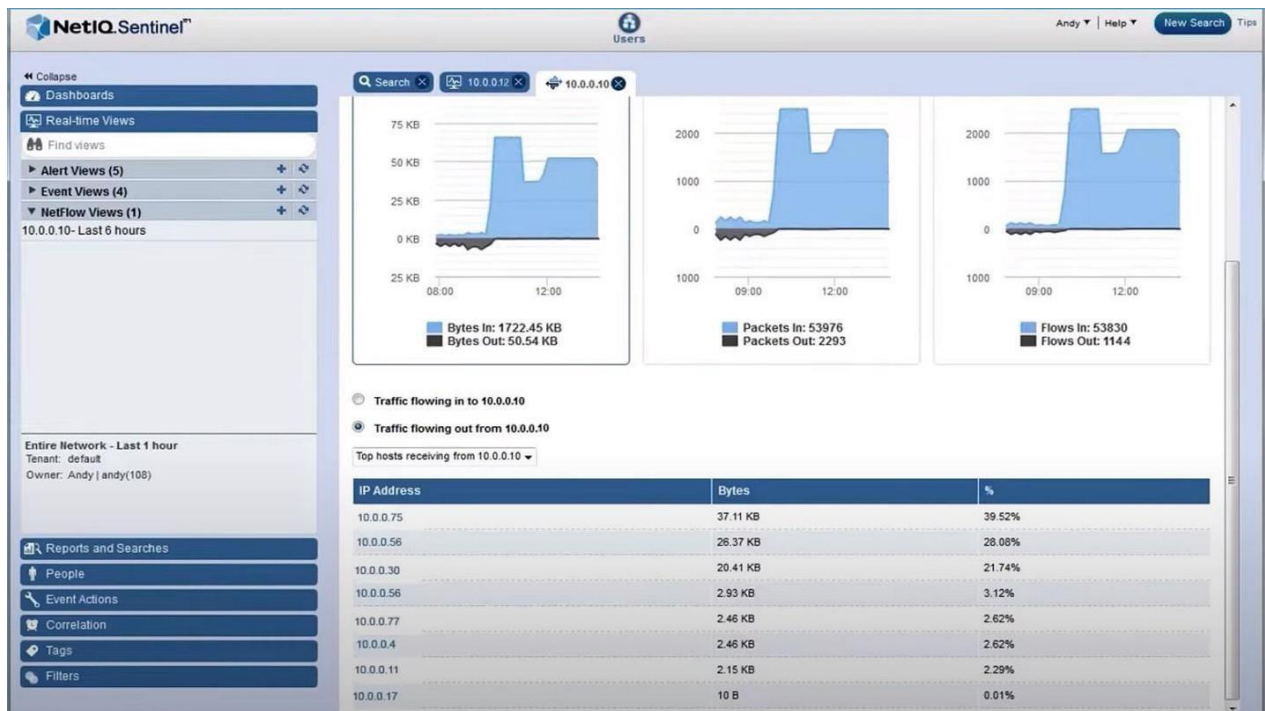 NetIQ Sentinel
Users
Andy
Help
New Search
Tips
Collapse
Dashboards
Real-time Views
Find views
Alert Views (5)
Event Views (4)
NetFlow Views (1)
10.0.0.10- Last 6 hours
Entire Network - Last 1 hour
Tenant: default
Owner: Andy | andy(108)
Reports and Searches
People
Event Actions
Correlation
Tags
Filters
Search
10.0.0.12
10.0.0.10
75 KB
50 KB
25 KB
0 KB
25 KB
08:00 12:00
Bytes In: 1722.45 KB
Bytes Out: 50.54 KB
2000
1000
0
1000
09:00 12:00
Packets In: 53976
Packets Out: 2293
2000
1000
0
1000
09:00 12:00
Flows In: 53830
Flows Out: 1144
Traffic flowing in to 10.0.0.10
Traffic flowing out from 10.0.0.10
Top hosts receiving from 10.0.0.10
IP Address Bytes %
10.0.0.75 37.11 KB 39.52%
10.0.0.56 26.37 KB 28.08%
10.0.0.30 20.41 KB 21.74%
10.0.0.56 2.93 KB 3.12%
10.0.0.77 2.46 KB 2.62%
10.0.0.4 2.46 KB 2.62%
10.0.0.11 2.15 KB 2.29%
10.0.0.17 10 B 0.01%